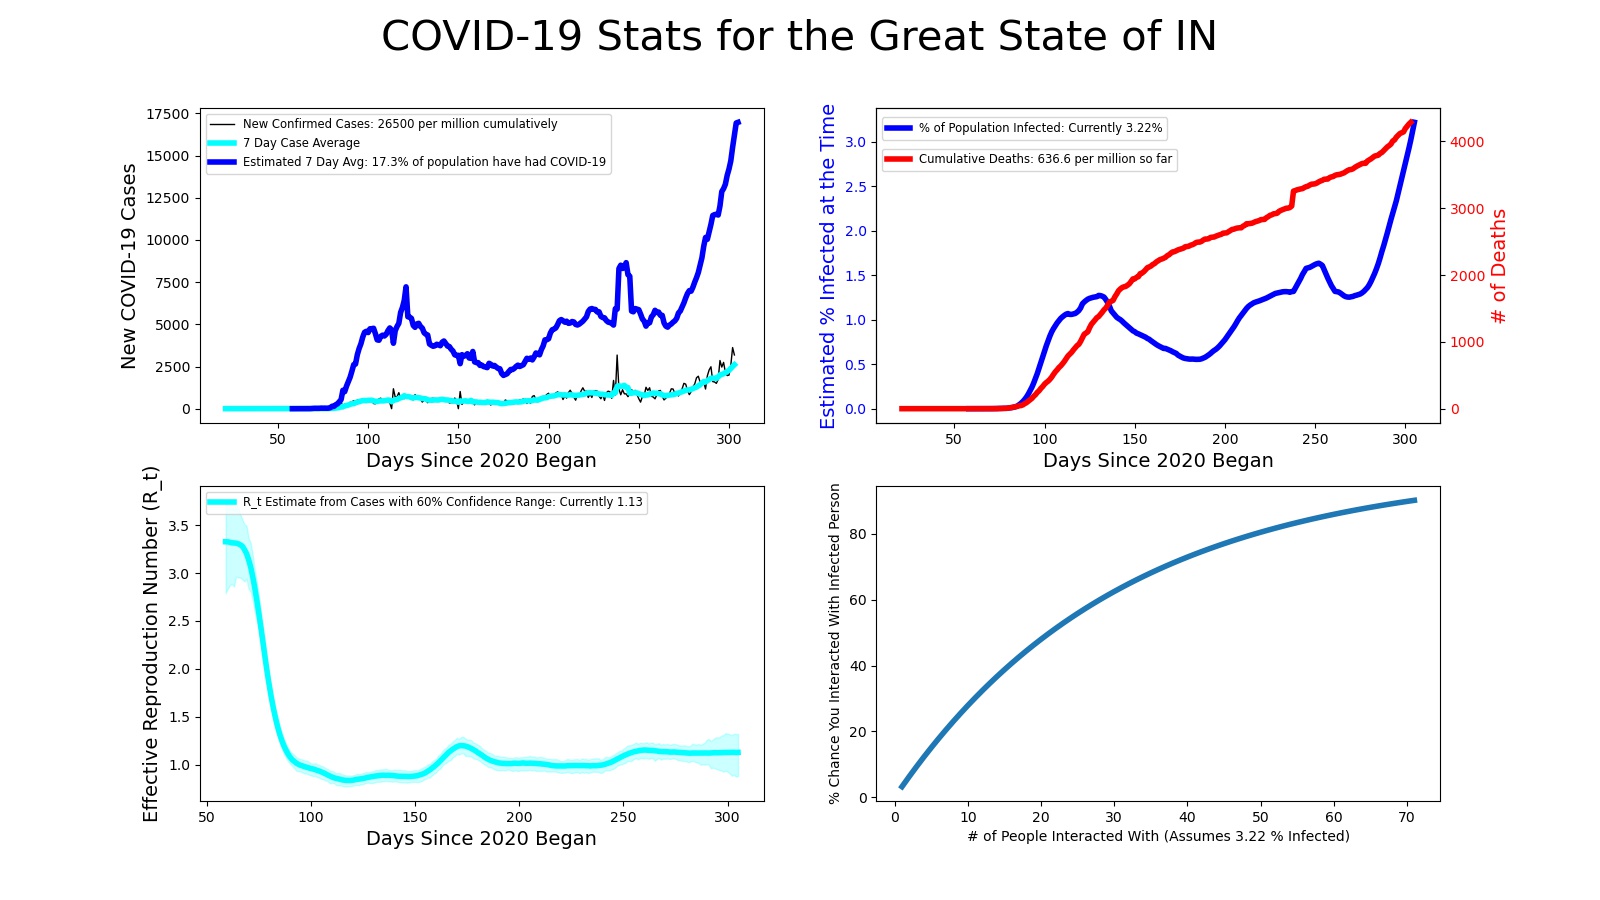 COVID-19 Stats for the Great State of IN
New COVID-19 Cases
17500
15000
12500
10000
7500
5000
2500
0
New Confirmed Cases: 26500 per million cumulatively
7 Day Case Average
Estimated 7 Day Avg: 17.3% of population have had COVID-19
50 100 150 200 250 300
Days Since 2020 Began
Estimated % Infected at the Time
3.0
2.5
2.0
1.5
1.0
0.5
0.0
% of Population Infected: Currently 3.22%
Cumulative Deaths: 636.6 per million so far
4000
3000
2000
1000
0
# of Deaths
50 100 150 200 250 300
Days Since 2020 Began
Effective Reproduction Number (R_t)
3.5
3.0
2.5
2.0
1.5
1.0
R_t Estimate from Cases with 60% Confidence Range: Currently 1.13
50 100 150 200 250 300
Days Since 2020 Began
% Chance You Interacted With Infected Person
80
60
40
20
0
0 10 20 30 40 50 60 70
# of People Interacted With (Assumes 3.22 % Infected)